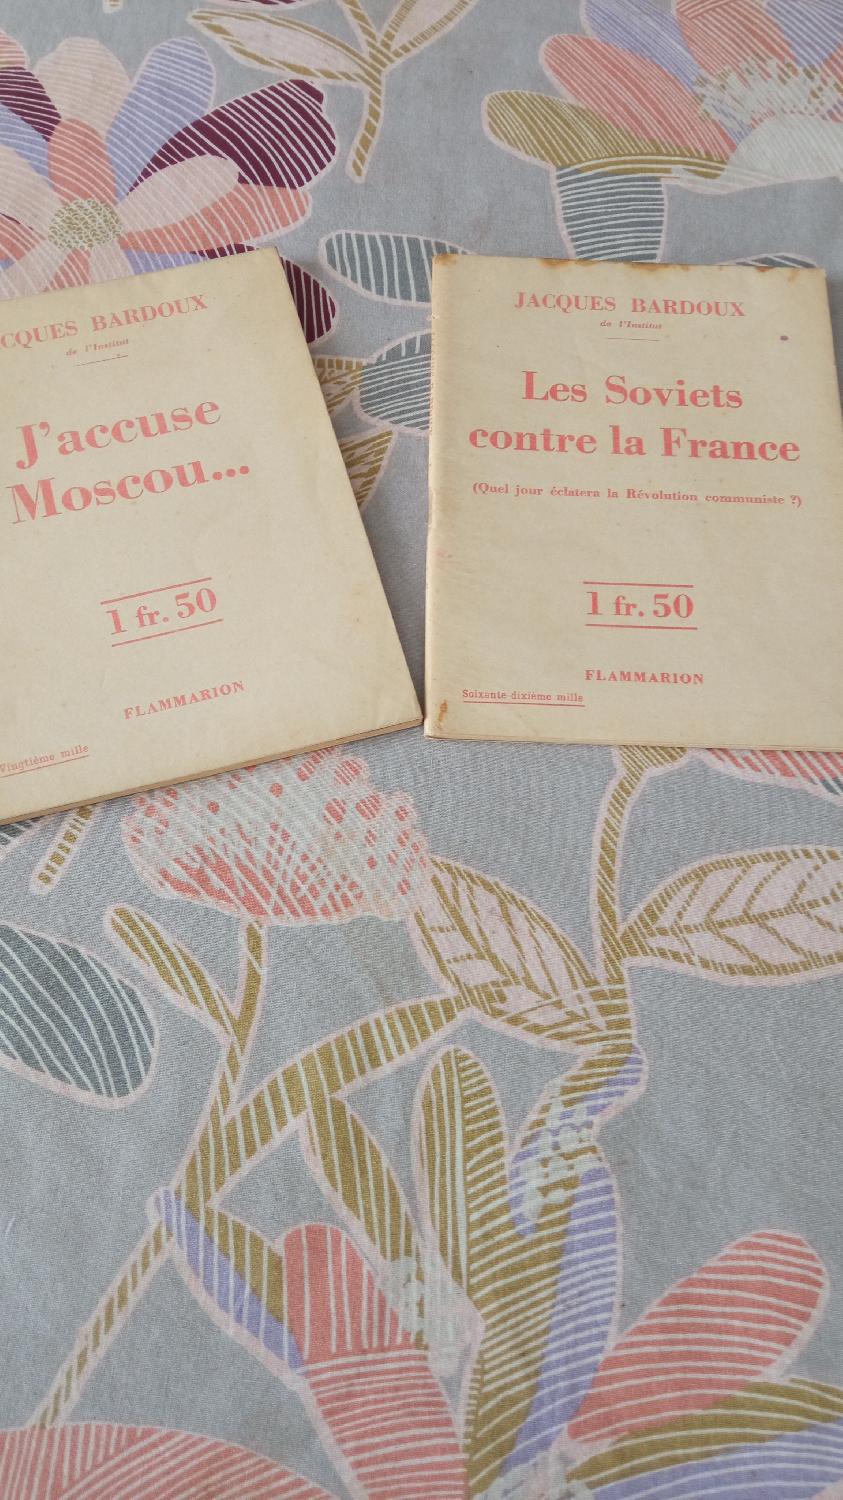 JACQUES BARDOUX
de l'Institut
J'accuse
Moscou...
1 fr. 50
FLAMMARION
Vingtième mille
JACQUES BARDOUX
de l'Institut
Les Soviets
contre la France
(Quel jour éclatera la Révolution communiste ?)
1 fr. 50
FLAMMARION
Soixante-dixième mille